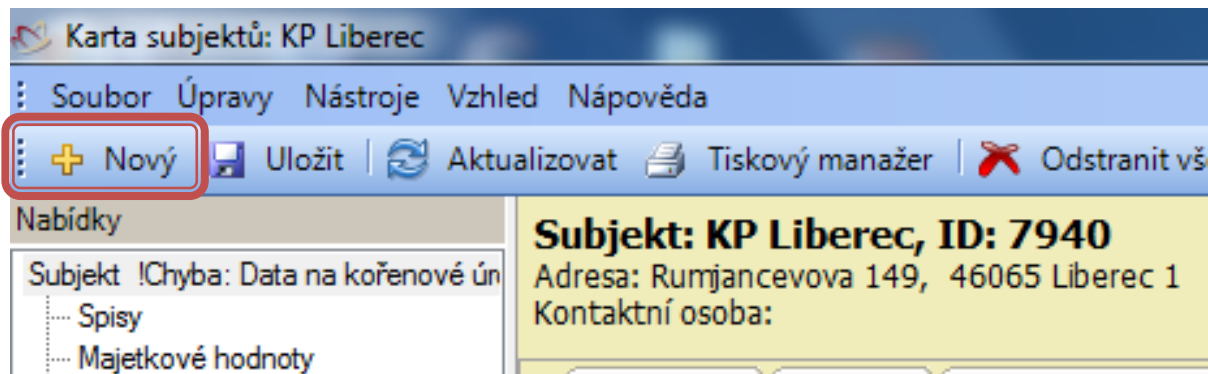 Karta subjektů: KP Liberec
Soubor Úpravy Nástroje Vzhled Nápověda
Nový Uložit Aktualizovat Tiskový manažer Odstranit
Nabídky
Subjekt !Chyba: Data na kořenové
Spisy
Majetkové hodnoty
Subjekt: KP Liberec, ID: 7940
Adresa: Rumjancevova 149, 46065 Liberec 1
Kontaktní osoba: